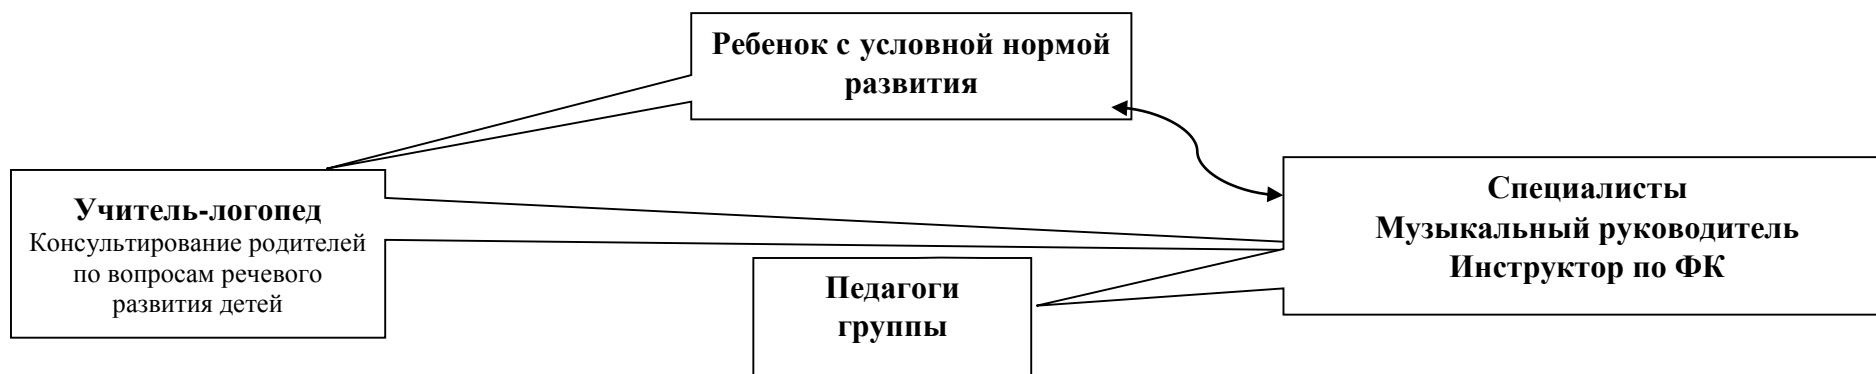 Ребенок с условной нормой
развития
Учитель-логопед
Консультирование родителей
по вопросам речевого
развития детей
Специалисты
Музыкальный руководитель
Инструктор по ФК
Педагоги
группы